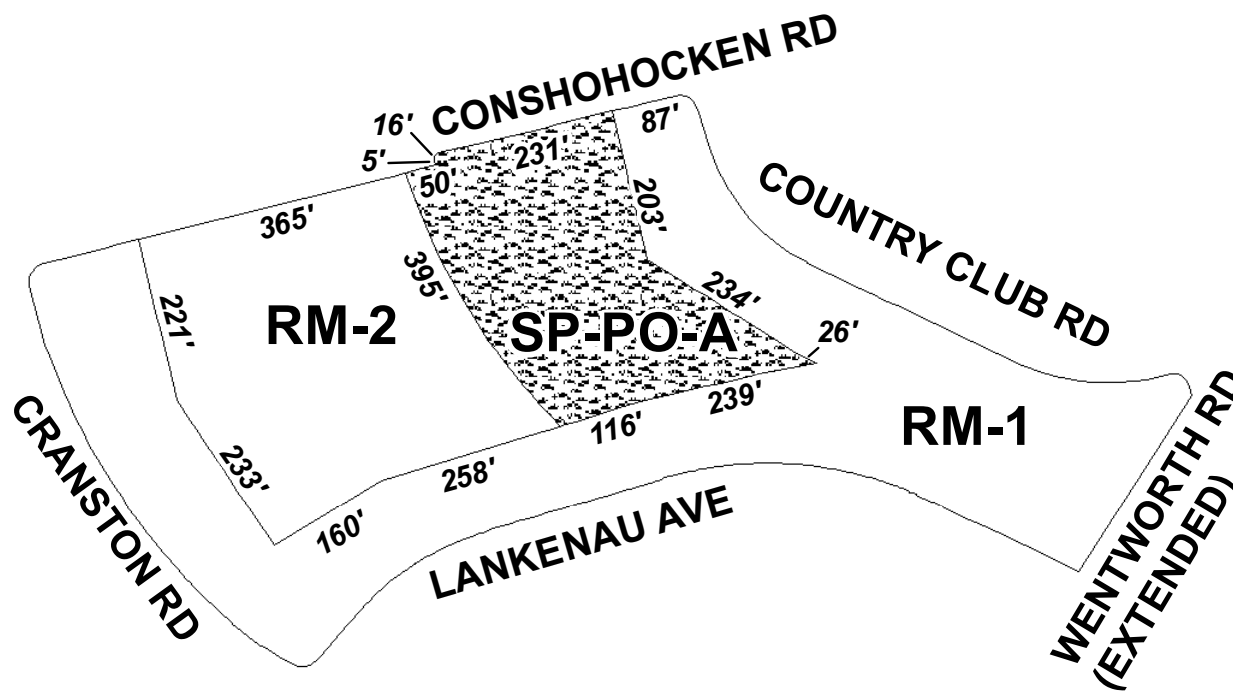 CONSHOHOCKEN RD
16'
5'
50'
231'
87'
365'
203'
COUNTRY CLUB RD
221'
395'
234'
26'
RM-2
SP-PO-A
239'
116'
RM-1
258'
233'
160'
CRANSTON RD
LANKENAU AVE
WENTWORTH RD
(EXTENDED)